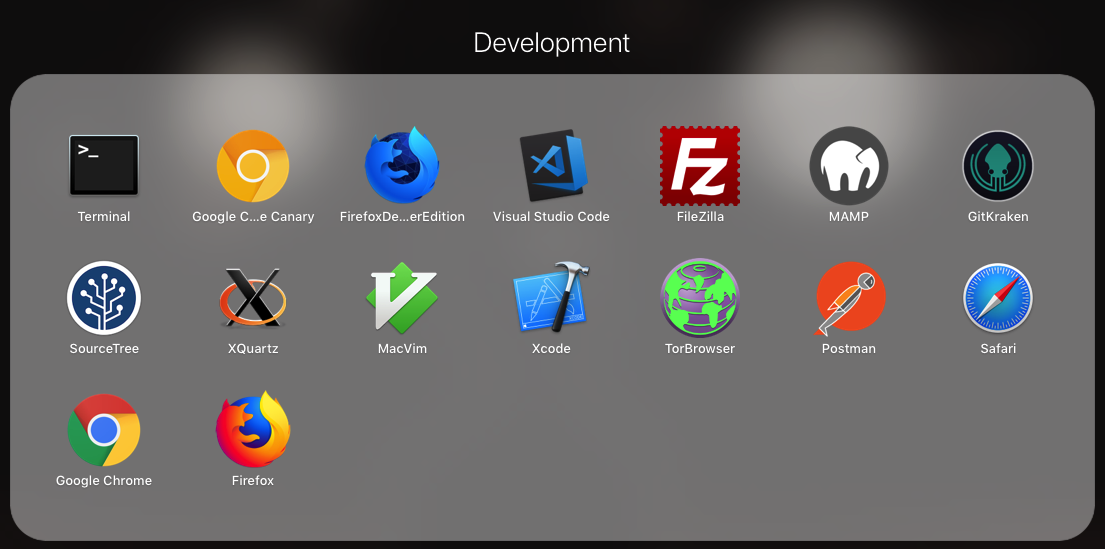 Development
>_
Terminal
Google C...e Canary
FirefoxDe...erEdition
Visual Studio Code
Fz
FileZilla
MAMP
GitKraken
SourceTree
X
XQuartz
V
MacVim
Xcode
TorBrowser
Postman
Safari
Google Chrome
Firefox